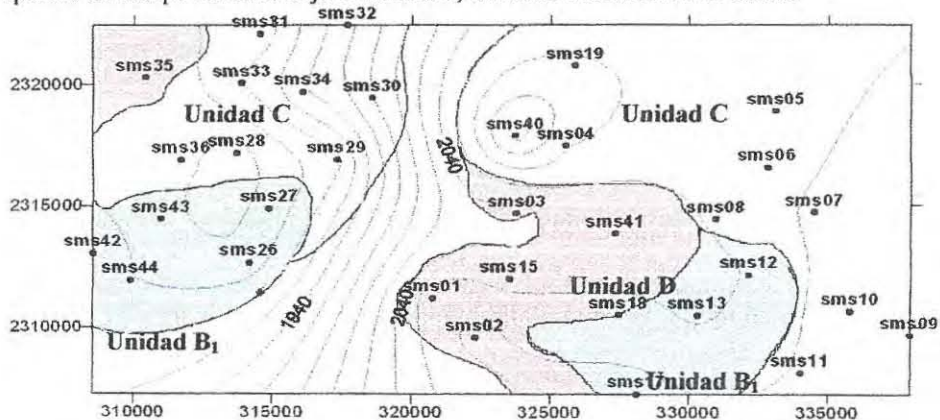 sms32
sms31
sms19
sms35
2320000
sms33
sms34
sms30
Unidad C
Unidad C
sms05
sms40
sms04
sms36
sms28
sms29
2040
sms06
2315000
sms43
sms27
sms03
sms41
sms08
sms07
sms42
sms44
sms26
sms12
sms15
sms01
Unidad D
1940
2040
sms18
sms13
sms10
2310000
sms02
sms09
Unidad B1
sms11
Unidad B1
310000
315000
320000
325000
330000
335000